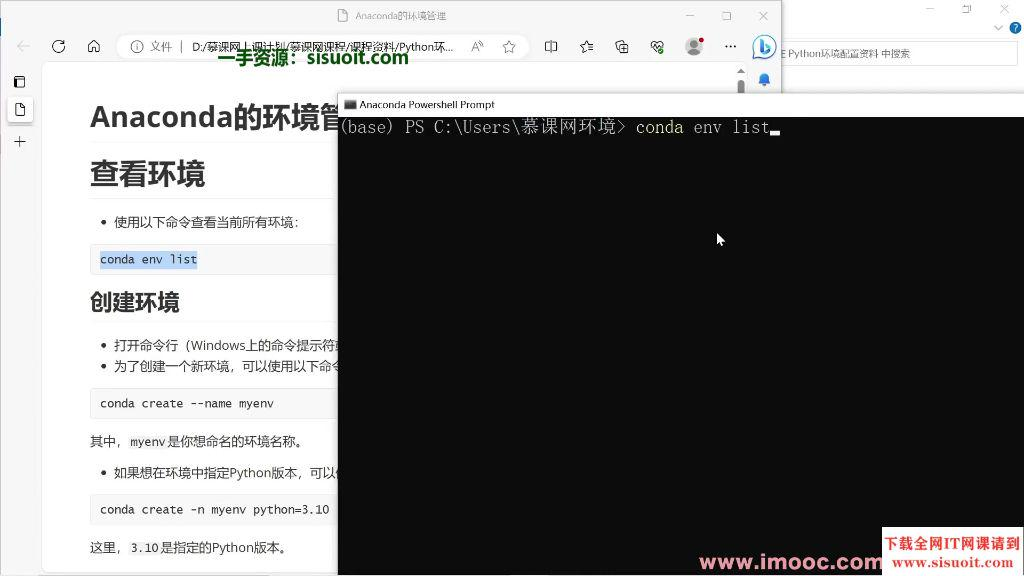 Anaconda的环境管理
文件
D:/慕课网上课计划/慕课网课程/课程资料/Python环...
一手资源：sisuoit.com
Python环境配置资料 中搜索
Anaconda Powershell Prompt
(base) PS C:\Users\慕课网环境> conda env list
Anaconda的环境管
查看环境
使用以下命令查看当前所有环境：
conda env list
创建环境
打开命令行（Windows上的命令提示符
为了创建一个新环境，可以使用以下命令
conda create --name myenv
其中，myenv是你想命名的环境名称。
如果想在环境中指定Python版本，可以
conda create -n myenv python=3.10
这里，3.10是指定的Python版本。
www.imooc.com
下载全网IT网课请到
www.sisuoit.com